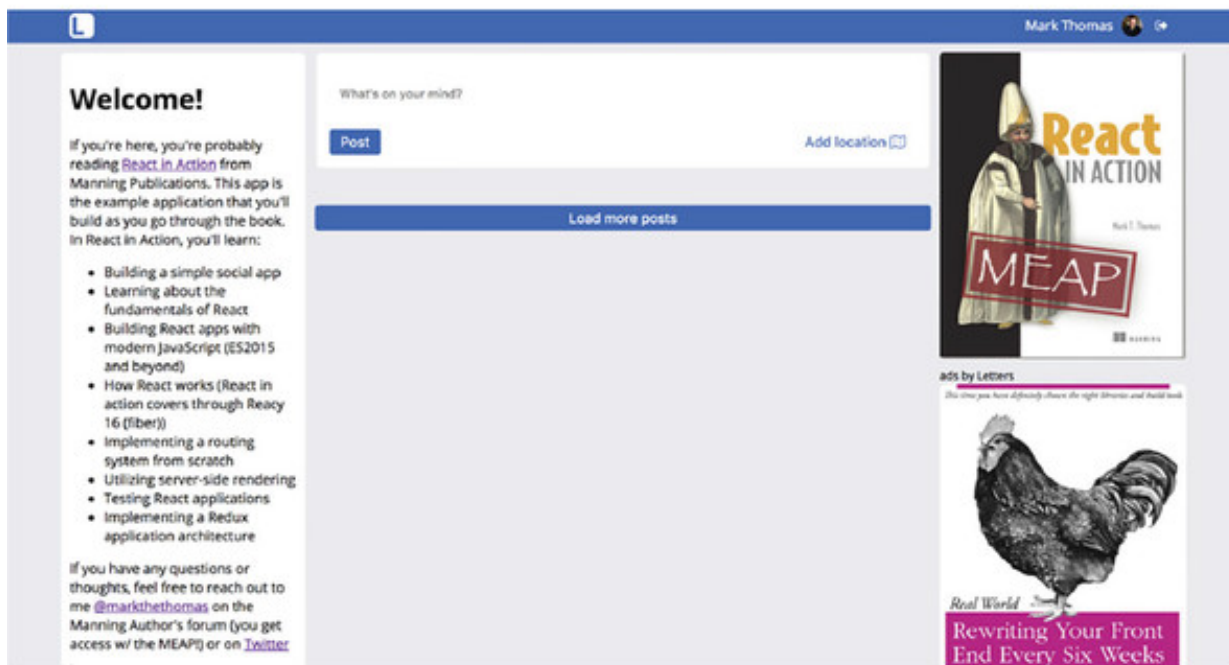 L
Mark Thomas
Welcome!
If you're here, you're probably
reading React in Action from
Manning Publications. This app is
the example application that you'll
build as you go through the book.
In React in Action, you'll learn:
• Building a simple social app
• Learning about the
fundamentals of React
• Building React apps with
modern JavaScript (ES2015
and beyond)
• How React works (React in
action covers through Reacy
16 (fiber))
• Implementing a routing
system from scratch
• Utilizing server-side rendering
• Testing React applications
• Implementing a Redux
application architecture
If you have any questions or
thoughts, feel free to reach out to
me @markthethomas on the
Manning Author's forum (you get
access w/ the MEAP!) or on Twitter
What's on your mind?
Post
Add location
Load more posts
React
IN ACTION
Mark T. Thomas
MEAP
MANNING
ads by Letters
This time you have definitely chosen the right libraries and build tools
Real World
Rewriting Your Front
End Every Six Weeks